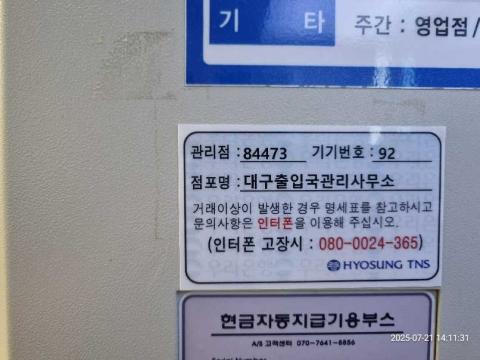 기 타 주간 : 영업점 /
관리점 : 84473 기기번호 : 92
점포명 : 대구출입국관리사무소
거래이상이 발생한 경우 명세표를 참고하시고
문의사항은 인터폰을 이용해 주십시오.
(인터폰 고장시 : 080-0024-365)
HYOSUNG TNS
현금자동지급기용부스
A/S 고객센터 070-7641-6856
Serial Number
2025-07-21 14:11:31